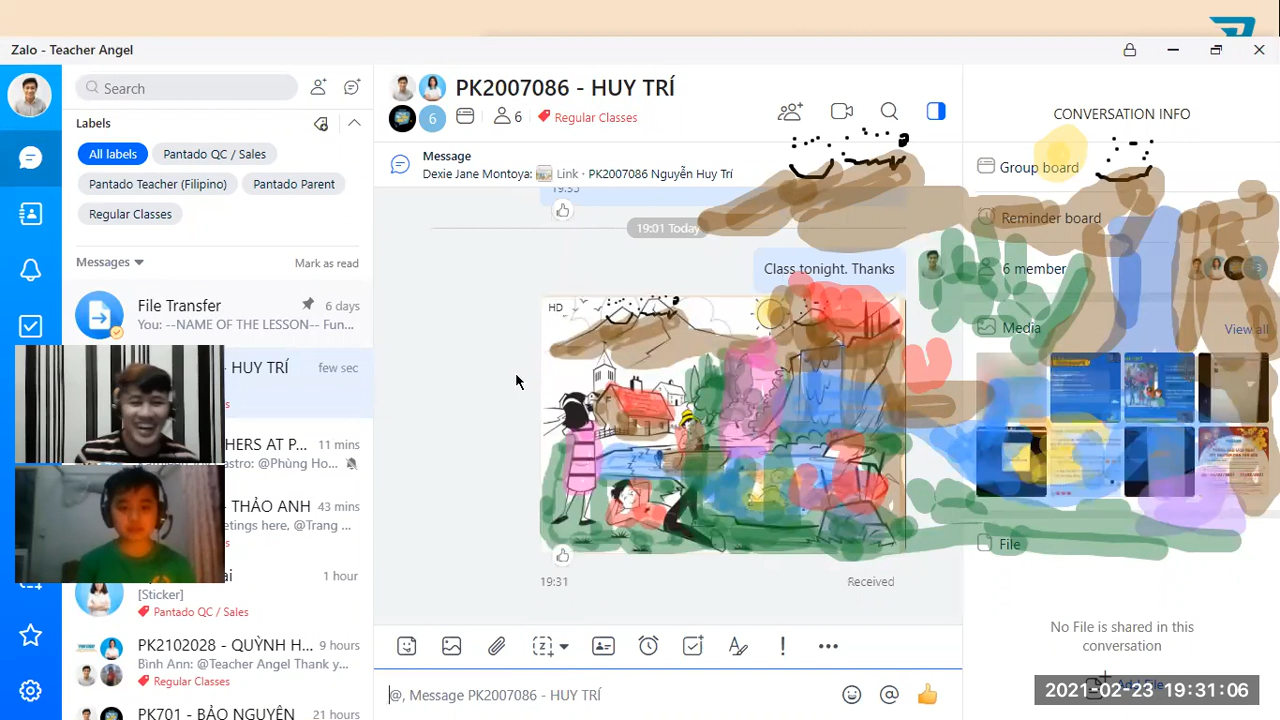 Zalo - Teacher Angel
Search
Labels
All labels
Pantado QC / Sales
Pantado Teacher (Filipino)
Pantado Parent
Regular Classes
Messages
Mark as read
File Transfer
6 days
You: --NAME OF THE LESSON-- Fun...
- HUY TRÍ
few sec
HERS AT P...
11 mins
astro: @Phùng Ho...
- THẢO ANH
43 mins
etings here, @Trang ...
1 hour
[Sticker]
Pantado QC / Sales
PK2102028 - QUỲNH H...
9 hours
Bình Ann: @Teacher Angel Thank y...
Regular Classes
PK701 - BẢO NGUYÊN
21 hours
PK2007086 - HUY TRÍ
6
6
Regular Classes
Message
Dexie Jane Montoya: Link · PK2007086 Nguyễn Huy Trí
19:01 Today
Class tonight. Thanks
HD
19:31
Received
@, Message PK2007086 - HUY TRÍ
CONVERSATION INFO
Group board
Reminder board
6 member
Media
View all
File
No File is shared in this
conversation
2021-02-23 19:31:06